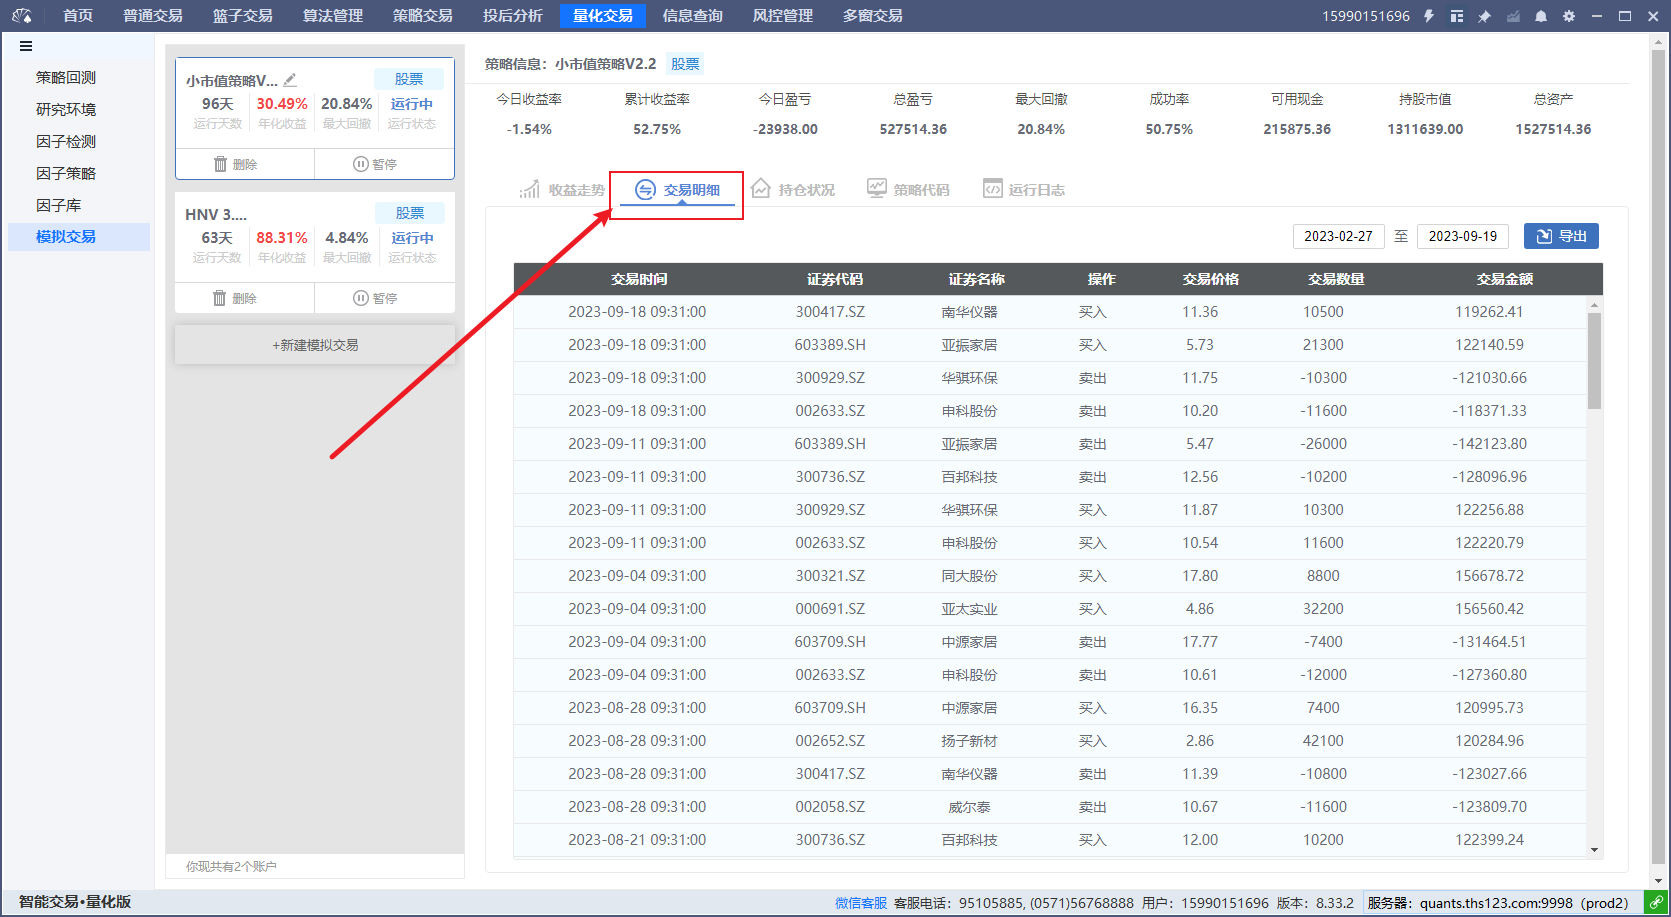 首页 普通交易 篮子交易 算法管理 策略交易 投后分析 量化交易 信息查询 风控管理 多窗交易 15990151696
策略回测
研究环境
因子检测
因子策略
因子库
模拟交易
小市值策略V... 股票
96天 30.49% 20.84% 运行中
运行天数 年化收益 最大回撤 运行状态
删除 暂停
HNV 3.... 股票
63天 88.31% 4.84% 运行中
运行天数 年化收益 最大回撤 运行状态
删除 暂停
+新建模拟交易
你现共有2个账户
策略信息：小市值策略V2.2 股票
今日收益率 累计收益率 今日盈亏 总盈亏 最大回撤 成功率 可用现金 持股市值 总资产
-1.54% 52.75% -23938.00 527514.36 20.84% 50.75% 215875.36 1311639.00 1527514.36
收益走势 交易明细 持仓状况 策略代码 运行日志
2023-02-27 至 2023-09-19 导出
交易时间 证券代码 证券名称 操作 交易价格 交易数量 交易金额
2023-09-18 09:31:00 300417.SZ 南华仪器 买入 11.36 10500 119262.41
2023-09-18 09:31:00 603389.SH 亚振家居 买入 5.73 21300 122140.59
2023-09-18 09:31:00 300929.SZ 华骐环保 卖出 11.75 -10300 -121030.66
2023-09-18 09:31:00 002633.SZ 申科股份 卖出 10.20 -11600 -118371.33
2023-09-11 09:31:00 603389.SH 亚振家居 卖出 5.47 -26000 -142123.80
2023-09-11 09:31:00 300736.SZ 百邦科技 卖出 12.56 -10200 -128096.96
2023-09-11 09:31:00 300929.SZ 华骐环保 买入 11.87 10300 122256.88
2023-09-11 09:31:00 002633.SZ 申科股份 买入 10.54 11600 122220.79
2023-09-04 09:31:00 300321.SZ 同大股份 买入 17.80 8800 156678.72
2023-09-04 09:31:00 000691.SZ 亚太实业 买入 4.86 32200 156560.42
2023-09-04 09:31:00 603709.SH 中源家居 卖出 17.77 -7400 -131464.51
2023-09-04 09:31:00 002633.SZ 申科股份 卖出 10.61 -12000 -127360.80
2023-08-28 09:31:00 603709.SH 中源家居 买入 16.35 7400 120995.73
2023-08-28 09:31:00 002652.SZ 扬子新材 买入 2.86 42100 120284.96
2023-08-28 09:31:00 300417.SZ 南华仪器 卖出 11.39 -10800 -123027.66
2023-08-28 09:31:00 002058.SZ 威尔泰 卖出 10.67 -11600 -123809.70
2023-08-21 09:31:00 300736.SZ 百邦科技 买入 12.00 10200 122399.24
智能交易•量化版 微信客服 客服电话：95105885, (0571)56768888 用户：15990151696 版本：8.33.2 服务器：quants.ths123.com:9998（prod2）